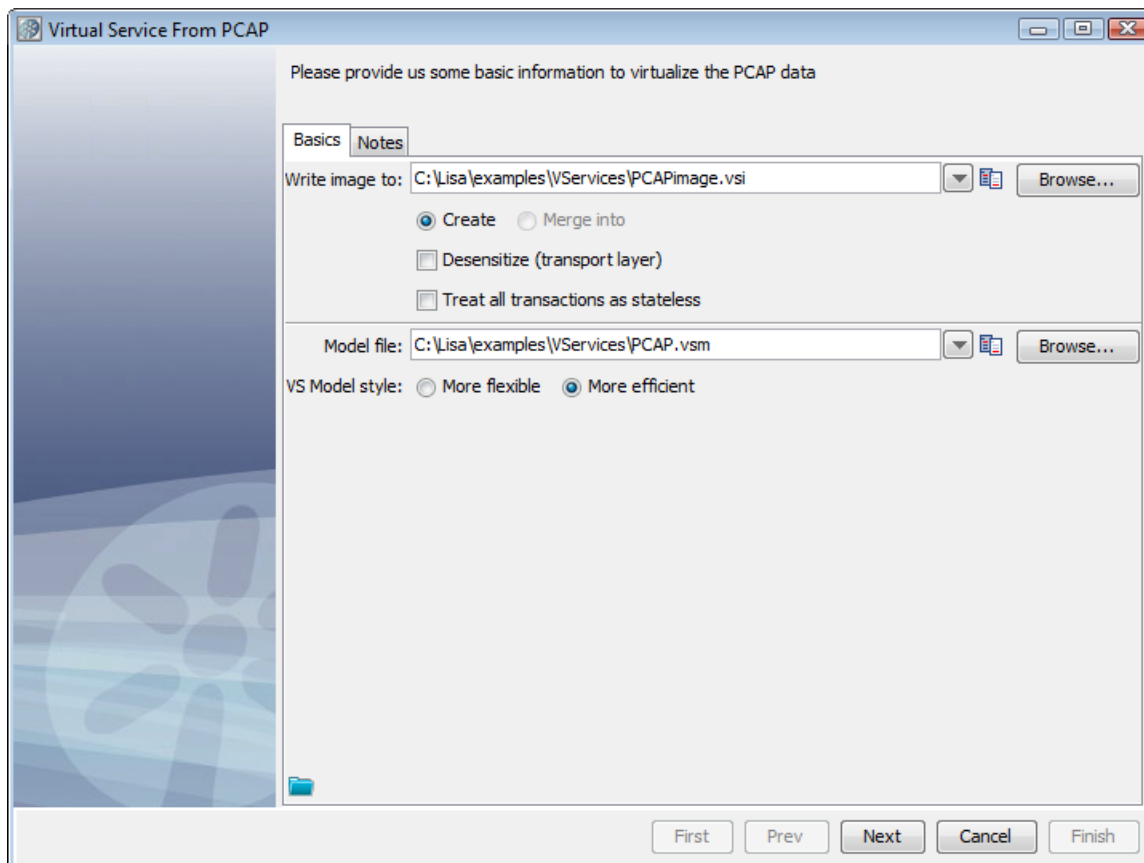 Virtual Service From PCAP
Please provide us some basic information to virtualize the PCAP data
Basics Notes
Write image to: C:\Lisa\examples\VServices\PCAPimage.vsi Browse...
Create Merge into
Desensitize (transport layer)
Treat all transactions as stateless
Model file: C:\Lisa\examples\VServices\PCAP.vsm Browse...
VS Model style: More flexible More efficient
First Prev Next Cancel Finish